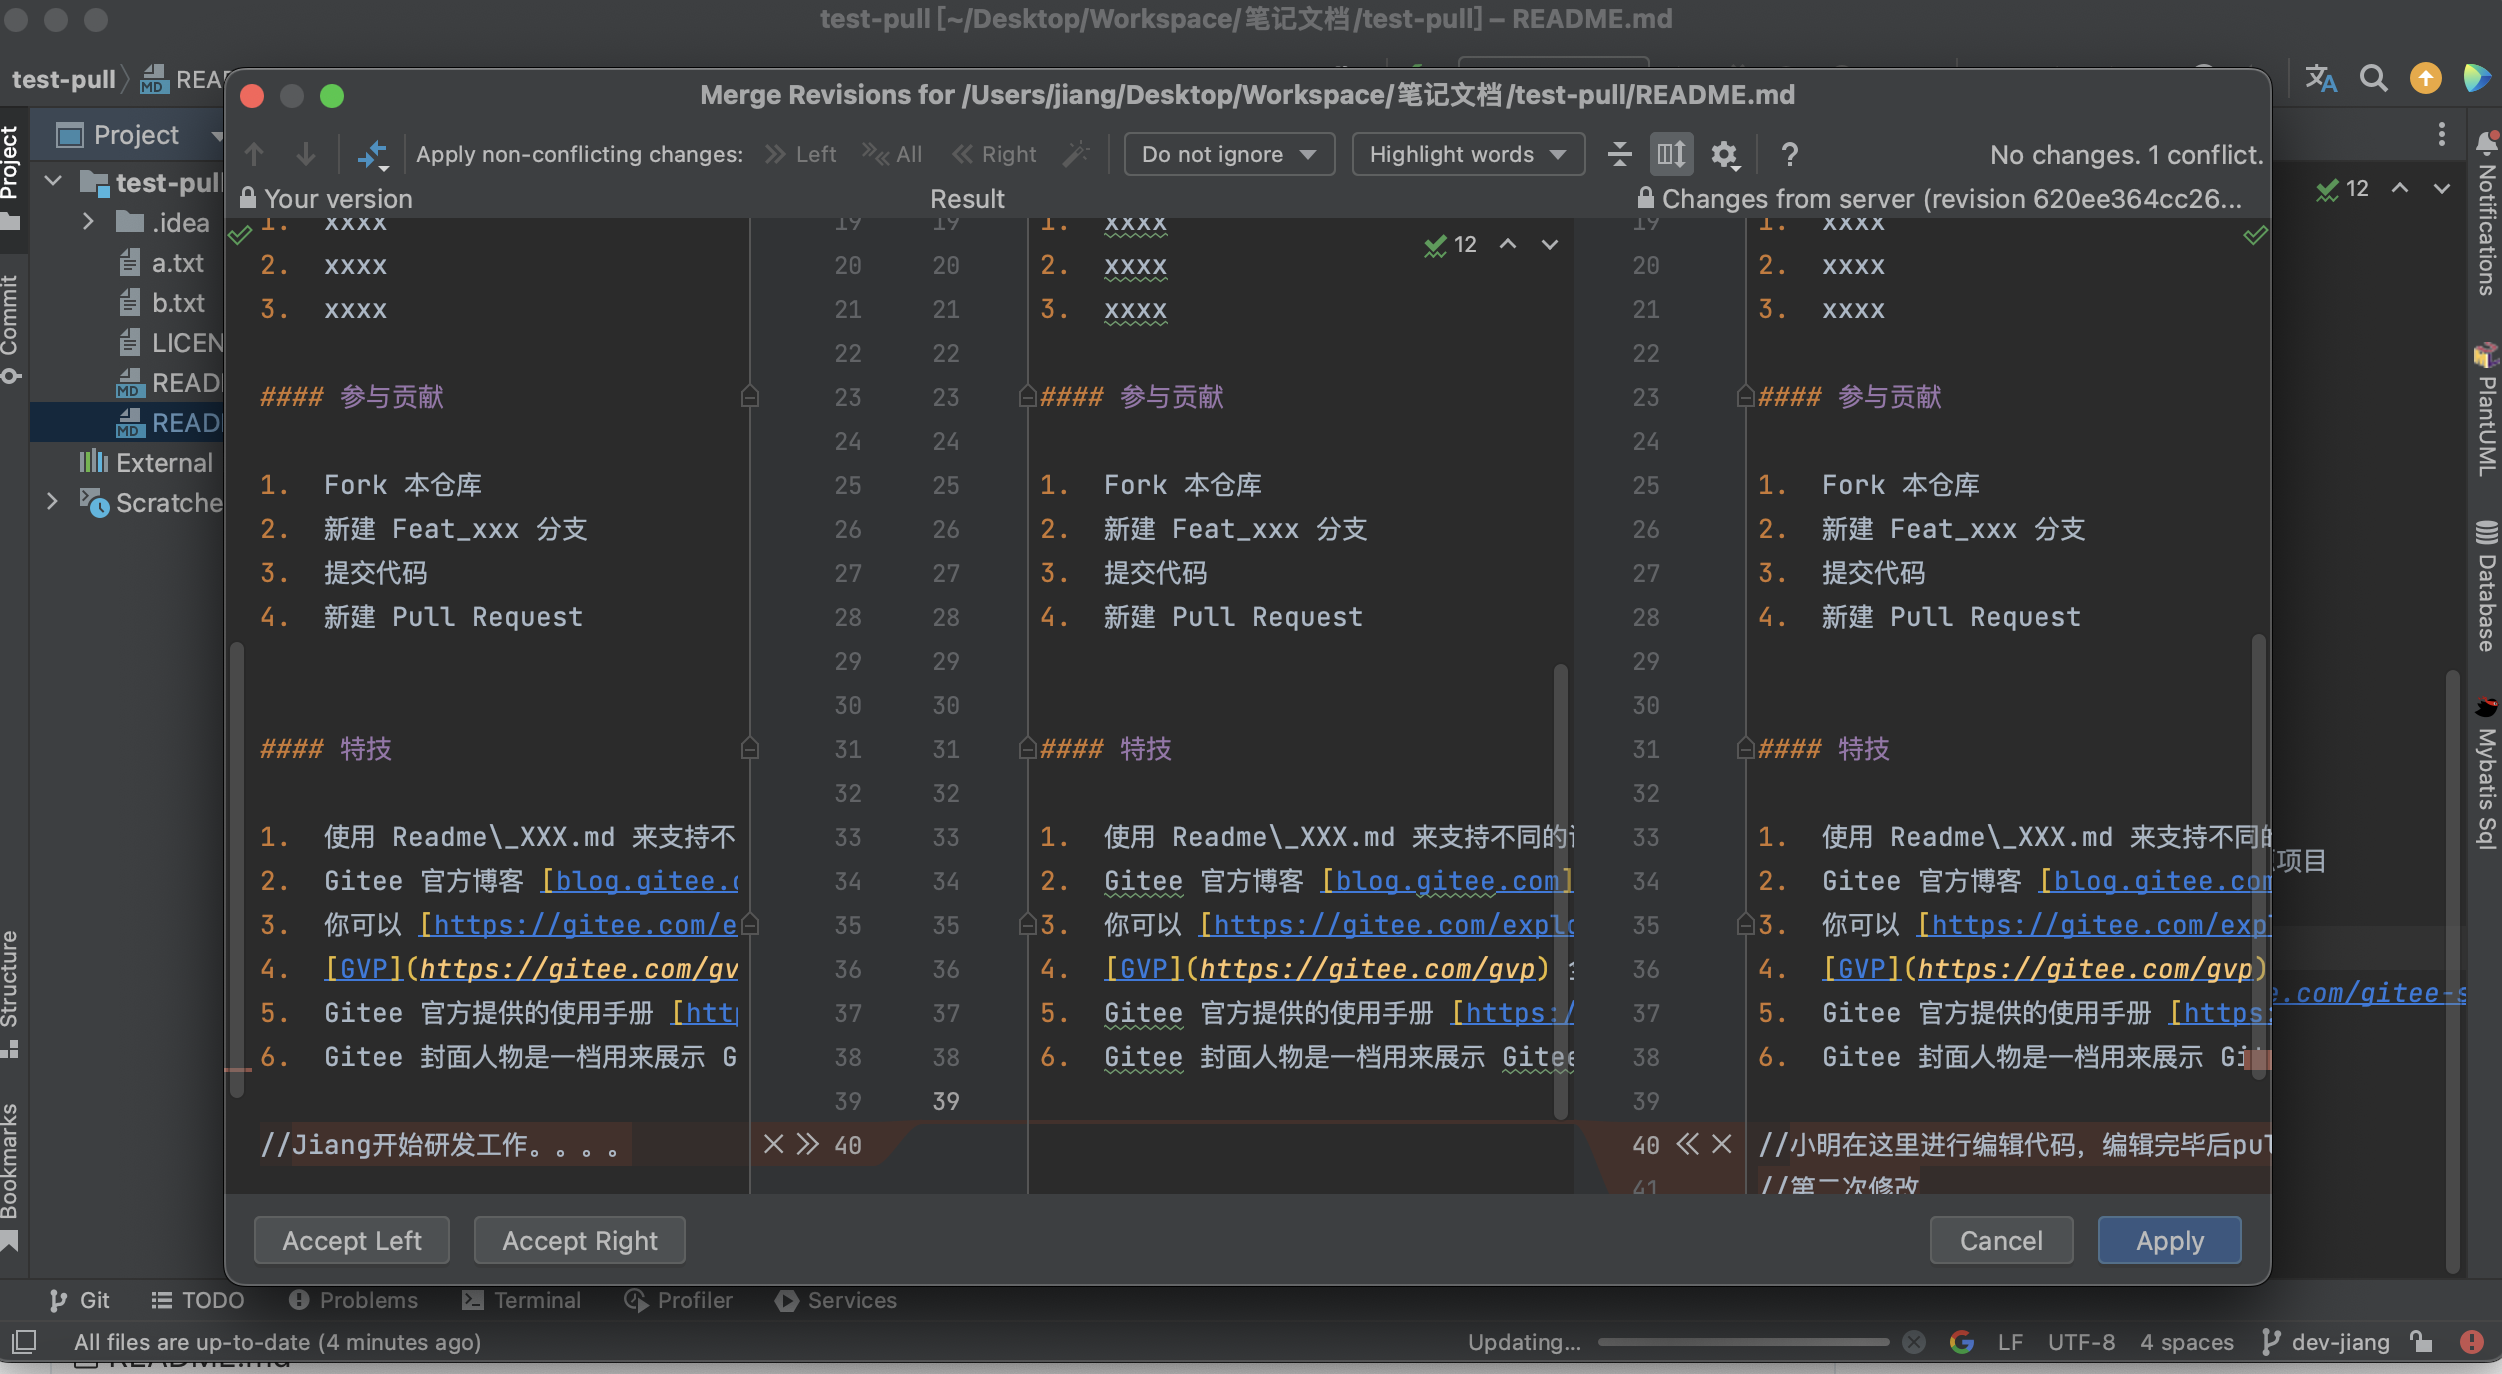 test-pull [~/Desktop/Workspace/笔记文档/test-pull] – README.md
test-pull
Merge Revisions for /Users/jiang/Desktop/Workspace/笔记文档/test-pull/README.md
Project
Apply non-conflicting changes:
Left
All
Right
Do not ignore
Highlight words
?
No changes. 1 conflict.
Your version
Result
Changes from server (revision 620ee364cc26...
Project
Commit
Structure
Bookmarks
test-pull
.idea
a.txt
b.txt
External
Notifications
PlantUML
Database
Mybatis Sql
12
12
1. xxxx
2. xxxx
3. xxxx
#### 参与贡献
1. Fork 本仓库
2. 新建 Feat_xxx 分支
3. 提交代码
4. 新建 Pull Request
#### 特技
1. 使用 Readme\_XXX.md 来支持不
2. Gitee 官方博客 [blog.gitee.
3. 你可以 [https://gitee.com/e
4. [GVP](https://gitee.com/gv
5. Gitee 官方提供的使用手册 [http
6. Gitee 封面人物是一档用来展示 G
//Jiang开始研发工作。。。。
19 19
20 20
21 21
22 22
23 23
24 24
25 25
26 26
27 27
28 28
29 29
30 30
31 31
32 32
33 33
34 34
35 35
36 36
37 37
38 38
39 39
40
1. xxxx
2. xxxx
3. xxxx
#### 参与贡献
1. Fork 本仓库
2. 新建 Feat_xxx 分支
3. 提交代码
4. 新建 Pull Request
#### 特技
1. 使用 Readme\_XXX.md 来支持不同的
2. Gitee 官方博客 [blog.gitee.com]
3. 你可以 [https://gitee.com/explo
4. [GVP](https://gitee.com/gvp)
5. Gitee 官方提供的使用手册 [https:/
6. Gitee 封面人物是一档用来展示 Gitee
19
20
21
22
23
24
25
26
27
28
29
30
31
32
33
34
35
36
37
38
39
40
41
1. xxxx
2. xxxx
3. xxxx
#### 参与贡献
1. Fork 本仓库
2. 新建 Feat_xxx 分支
3. 提交代码
4. 新建 Pull Request
#### 特技
1. 使用 Readme\_XXX.md 来支持不同的
2. Gitee 官方博客 [blog.gitee.com
3. 你可以 [https://gitee.com/exp
4. [GVP](https://gitee.com/gvp)
5. Gitee 官方提供的使用手册 [https:
6. Gitee 封面人物是一档用来展示 Gi
//小明在这里进行编辑代码，编辑完毕后pul
//第二次修改
项目
.com/gitee-s
Accept Left
Accept Right
Cancel
Apply
Git
TODO
Problems
Terminal
Profiler
Services
All files are up-to-date (4 minutes ago)
Updating...
LF
UTF-8
4 spaces
dev-jiang